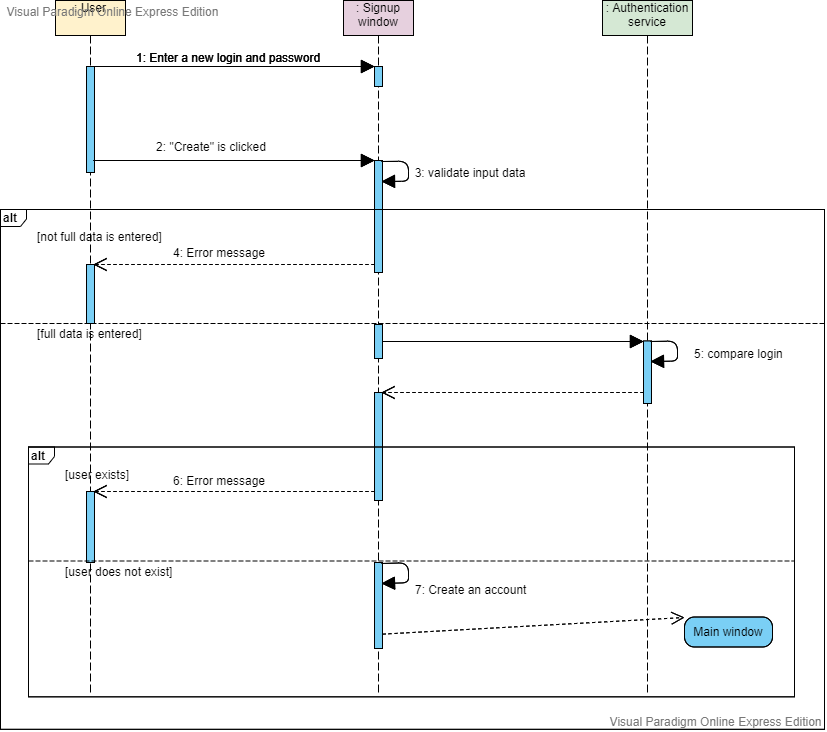 : User
Visual Paradigm Online Express Edition
: Signup
window
: Authentication
service
1: Enter a new login and password
2: "Create" is clicked
3: validate input data
alt
[not full data is entered]
4: Error message
[full data is entered]
5: compare login
alt
[user exists]
6: Error message
[user does not exist]
7: Create an account
Main window
Visual Paradigm Online Express Edition